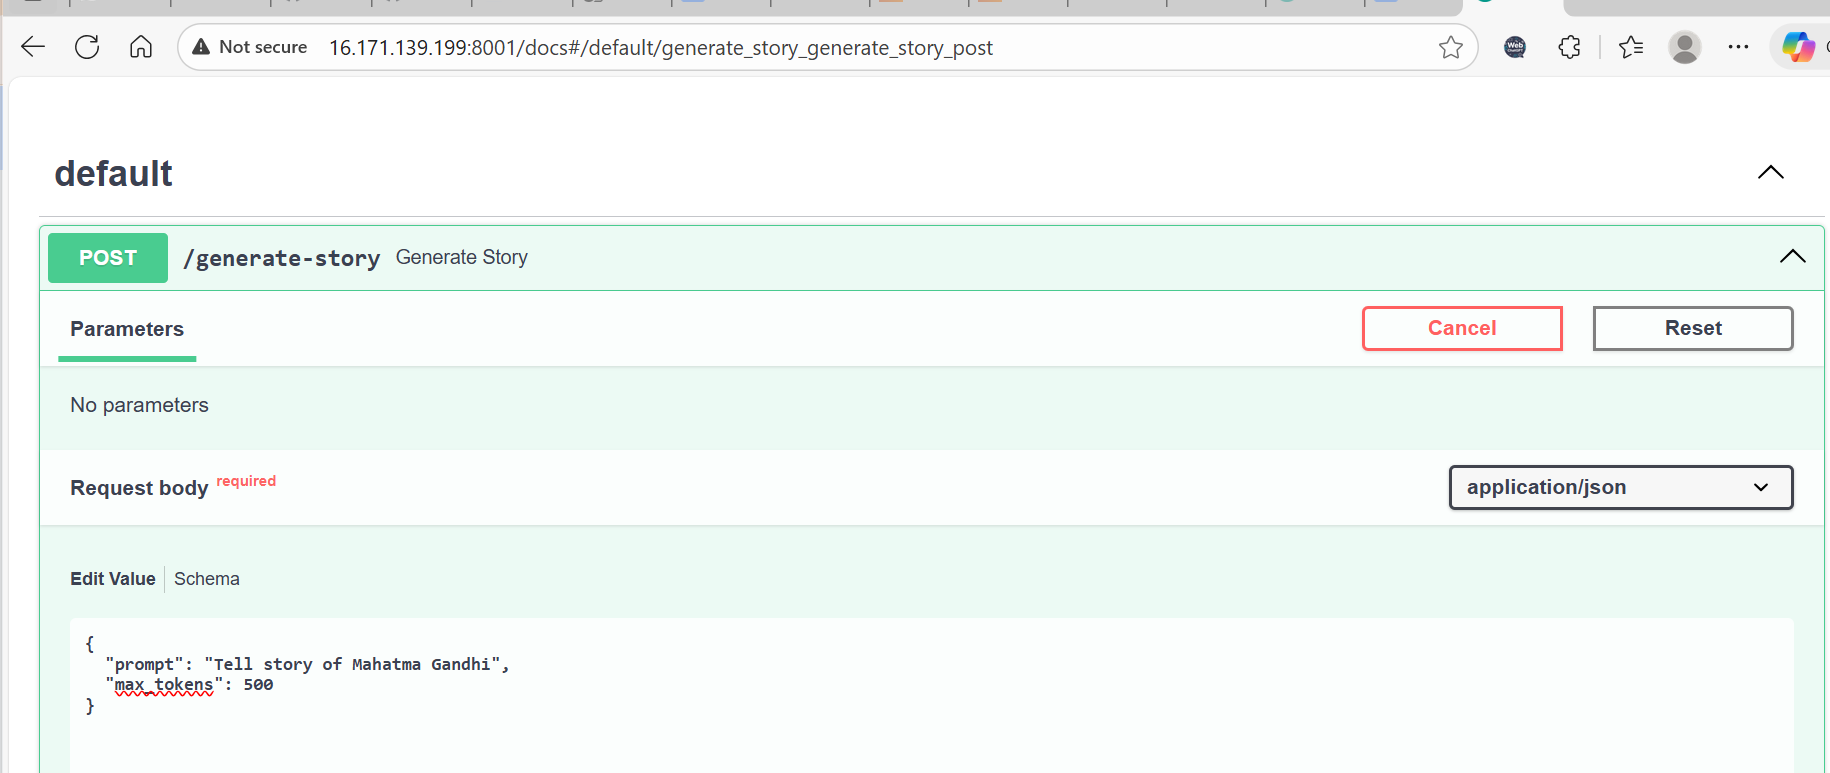 Not secure 16.171.139.199:8001/docs#/default/generate_story_generate_story_post
default
POST /generate-story Generate Story
Parameters
Cancel
Reset
No parameters
Request body required
application/json
Edit Value Schema
{
"prompt": "Tell story of Mahatma Gandhi",
"max_tokens": 500
}